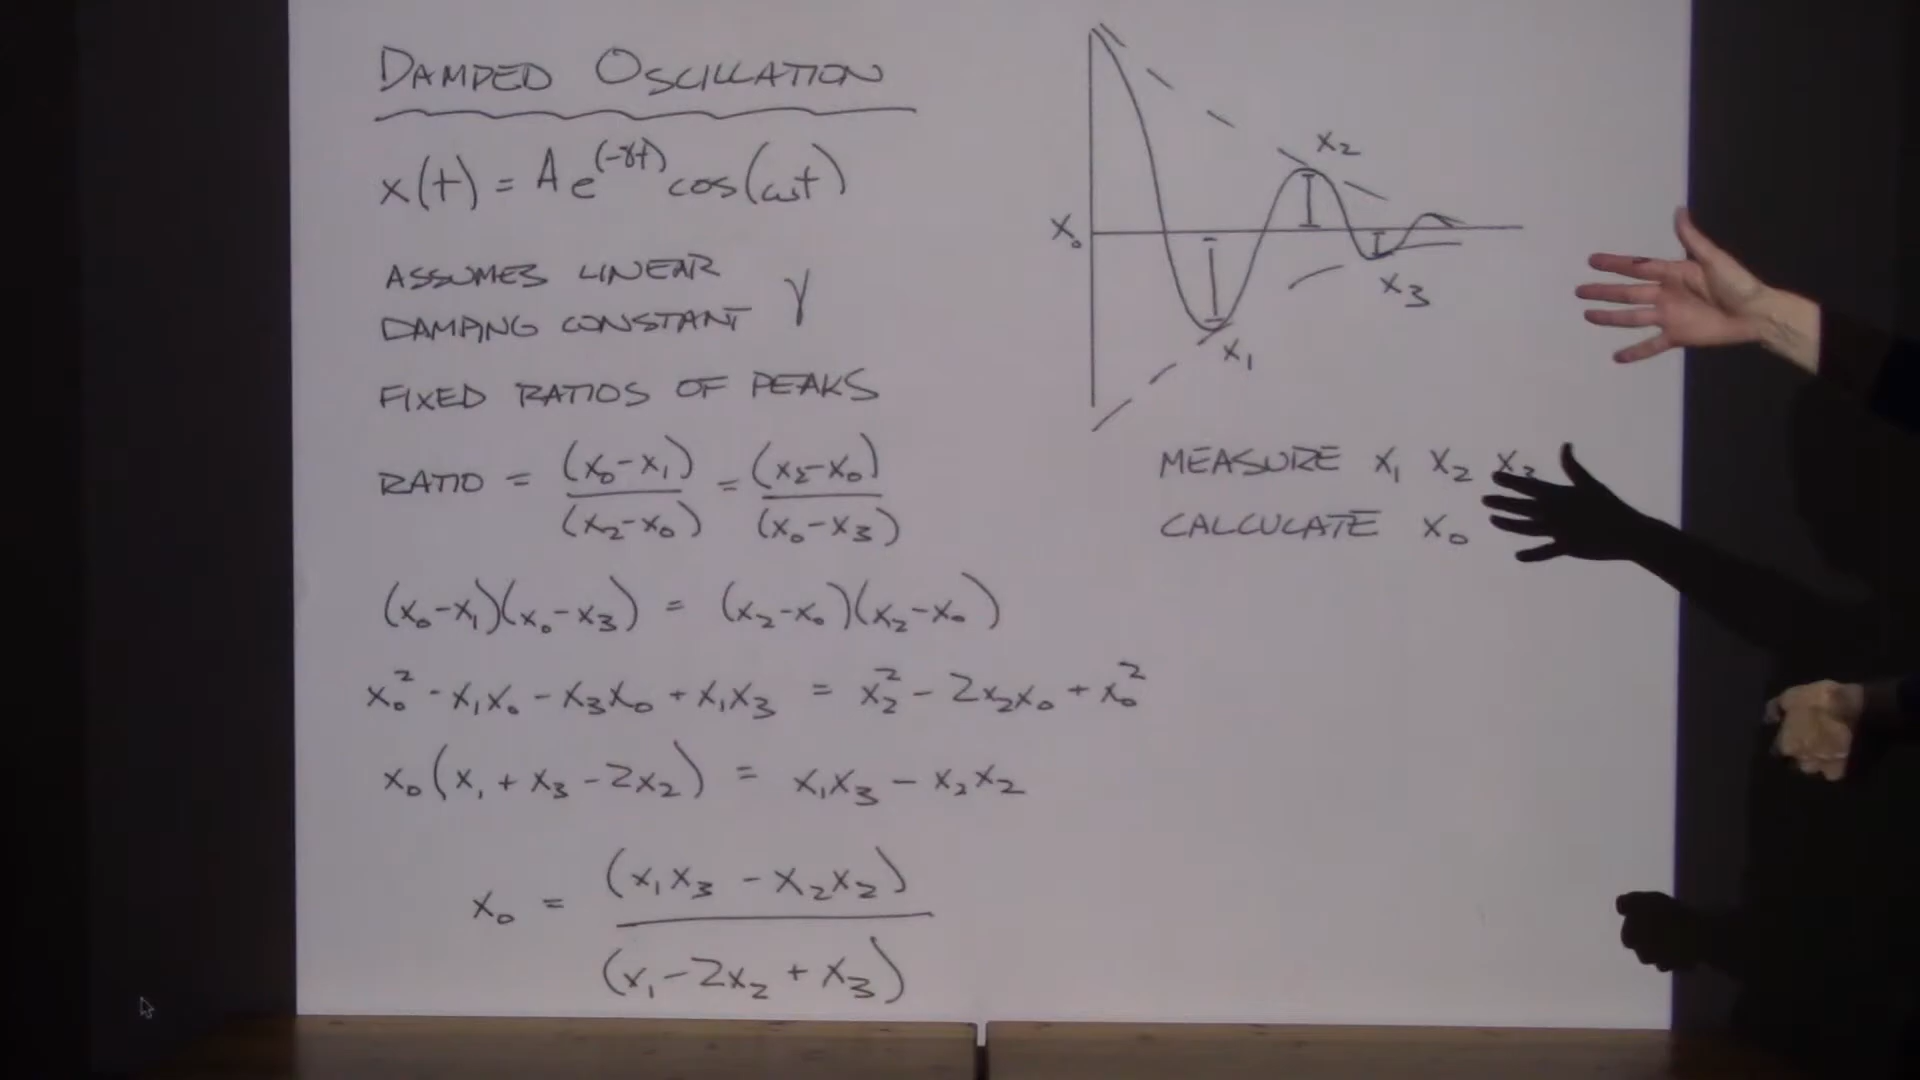 DAMPED OSCILLATION
x(t) = A e^(-γt) cos(ωt)
ASSUMES LINEAR
DAMPING CONSTANT γ
FIXED RATIOS OF PEAKS
RATIO = (x₀-x₁)/(x₂-x₀) = (x₂-x₀)/(x₀-x₃)
(x₀-x₁)(x₀-x₃) = (x₂-x₀)(x₂-x₀)
x₀² - x₁x₀ - x₃x₀ + x₁x₃ = x₂² - 2x₂x₀ + x₀²
x₀(x₁ + x₃ - 2x₂) = x₁x₃ - x₂x₂
x₀ = (x₁x₃ - x₂x₂)/(x₁ - 2x₂ + x₃)
x₂
x₀
x₃
x₁
MEASURE x₁ x₂ x₃
CALCULATE x₀